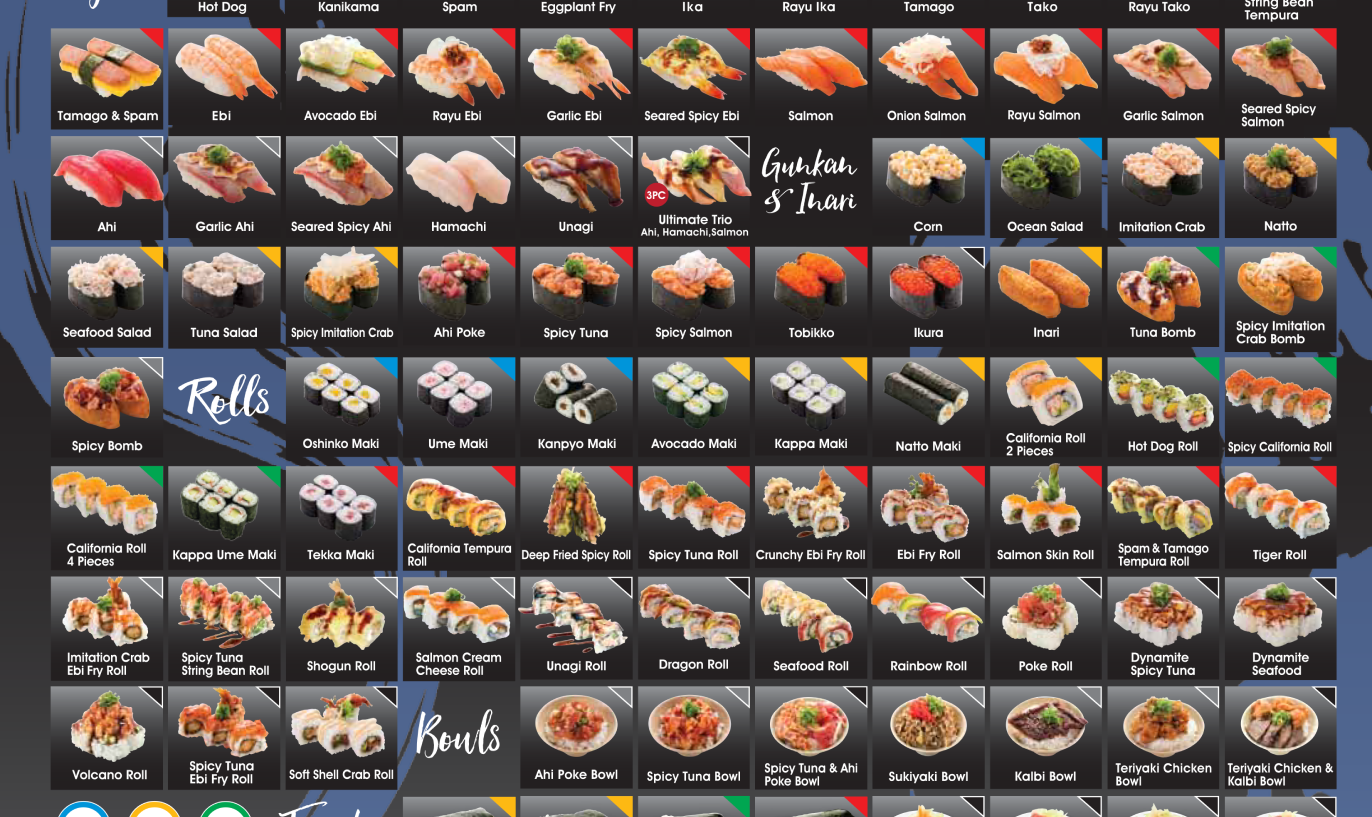 Hot Dog
Kanikama
Spam
Eggplant Fry
Ika
Rayu Ika
Tamago
Tako
Rayu Tako
String Bean
Tempura
Tamago & Spam
Ebi
Avocado Ebi
Rayu Ebi
Garlic Ebi
Seared Spicy Ebi
Salmon
Onion Salmon
Rayu Salmon
Garlic Salmon
Seared Spicy
Salmon
Ahi
Garlic Ahi
Seared Spicy Ahi
Hamachi
Unagi
3PC
Ultimate Trio
Ahi, Hamachi,Salmon
Gunkan
& Inari
Corn
Ocean Salad
Imitation Crab
Natto
Seafood Salad
Tuna Salad
Spicy Imitation Crab
Ahi Poke
Spicy Tuna
Spicy Salmon
Tobikko
Ikura
Inari
Tuna Bomb
Spicy Imitation
Crab Bomb
Spicy Bomb
Rolls
Oshinko Maki
Ume Maki
Kanpyo Maki
Avocado Maki
Kappa Maki
Natto Maki
California Roll
2 Pieces
Hot Dog Roll
Spicy California Roll
California Roll
4 Pieces
Kappa Ume Maki
Tekka Maki
California Tempura
Roll
Deep Fried Spicy Roll
Spicy Tuna Roll
Crunchy Ebi Fry Roll
Ebi Fry Roll
Salmon Skin Roll
Spam & Tamago
Tempura Roll
Tiger Roll
Imitation Crab
Ebi Fry Roll
Spicy Tuna
String Bean Roll
Shogun Roll
Salmon Cream
Cheese Roll
Unagi Roll
Dragon Roll
Seafood Roll
Rainbow Roll
Poke Roll
Dynamite
Spicy Tuna
Dynamite
Seafood
Volcano Roll
Spicy Tuna
Ebi Fry Roll
Soft Shell Crab Roll
Bowls
Ahi Poke Bowl
Spicy Tuna Bowl
Spicy Tuna & Ahi
Poke Bowl
Sukiyaki Bowl
Kalbi Bowl
Teriyaki Chicken
Bowl
Teriyaki Chicken &
Kalbi Bowl